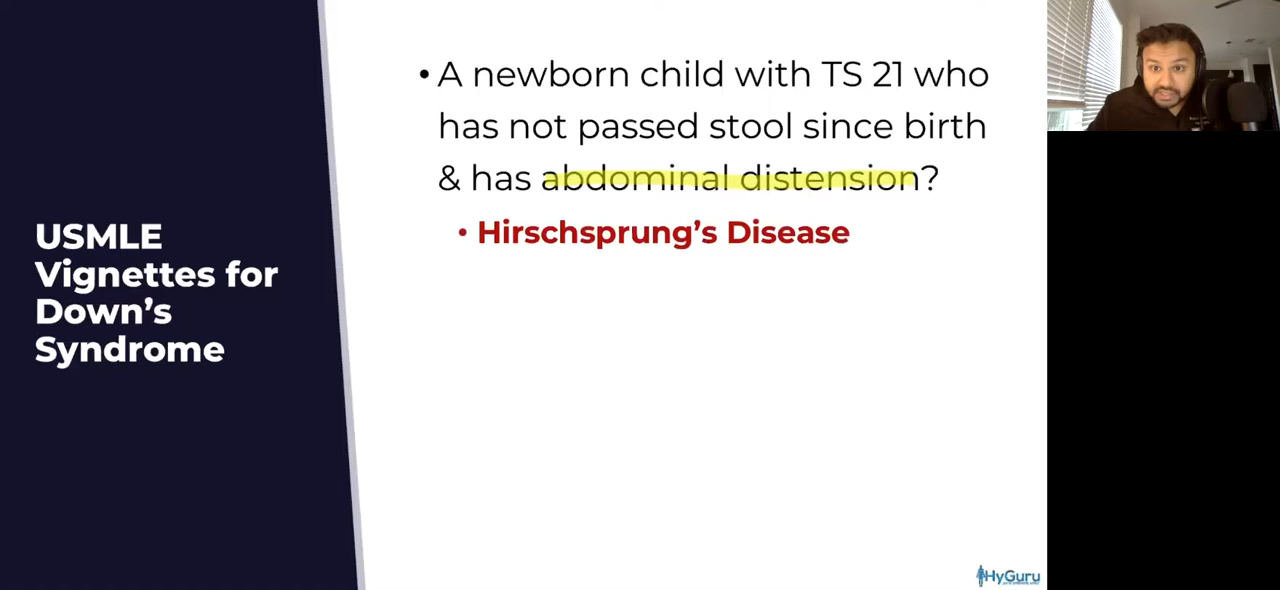 USMLE
Vignettes for
Down’s
Syndrome
• A newborn child with TS 21 who
has not passed stool since birth
& has abdominal distension?
• Hirschsprung’s Disease
HyGuru